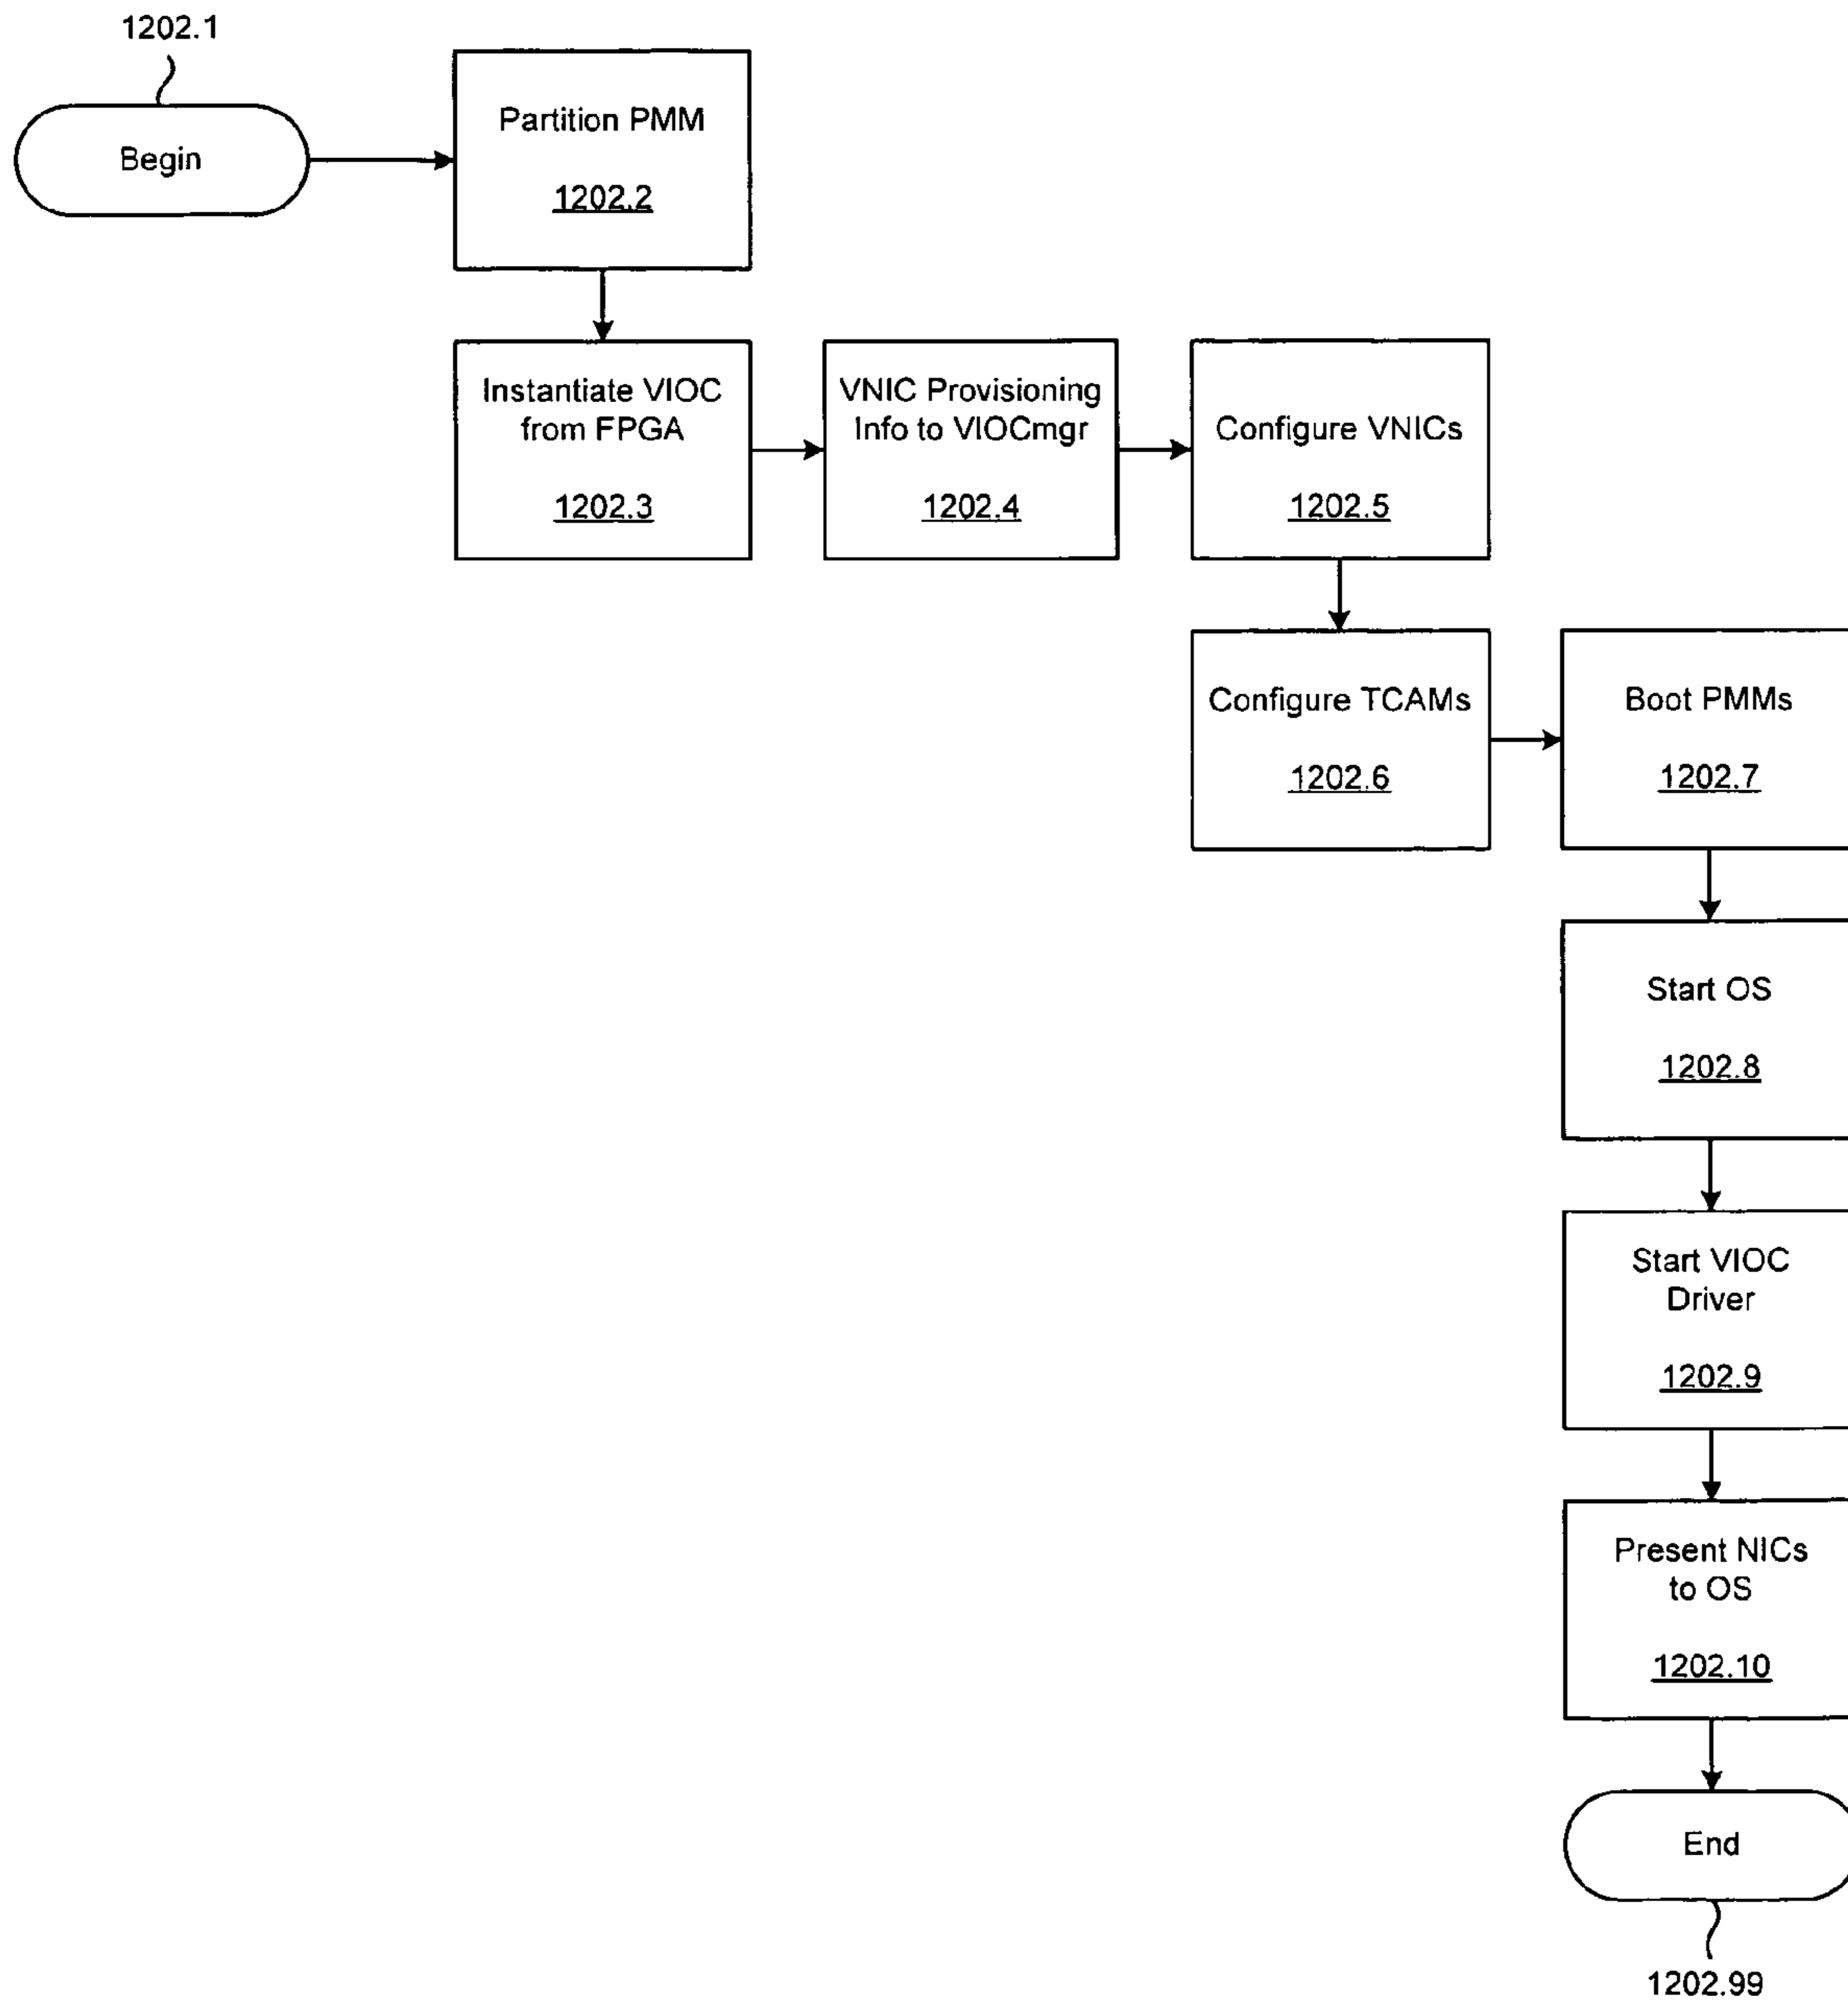 1202.1
Begin
Partition PMM
1202.2
Instantiate VIOC
from FPGA
1202.3
VNIC Provisioning
Info to VIOCmgr
1202.4
Configure VNICs
1202.5
Configure TCAMs
1202.6
Boot PMMs
1202.7
Start OS
1202.8
Start VIOC
Driver
1202.9
Present NICs
to OS
1202.10
End
1202.99